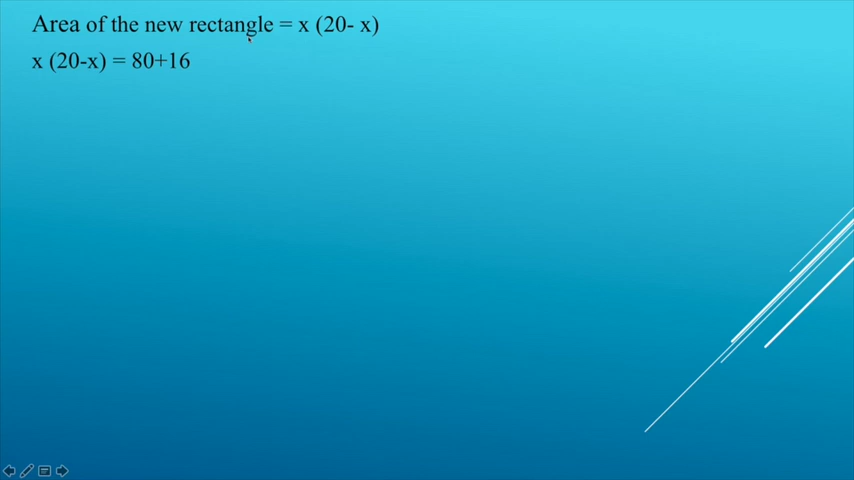 Area of the new rectangle = x (20- x)
x (20-x) = 80+16